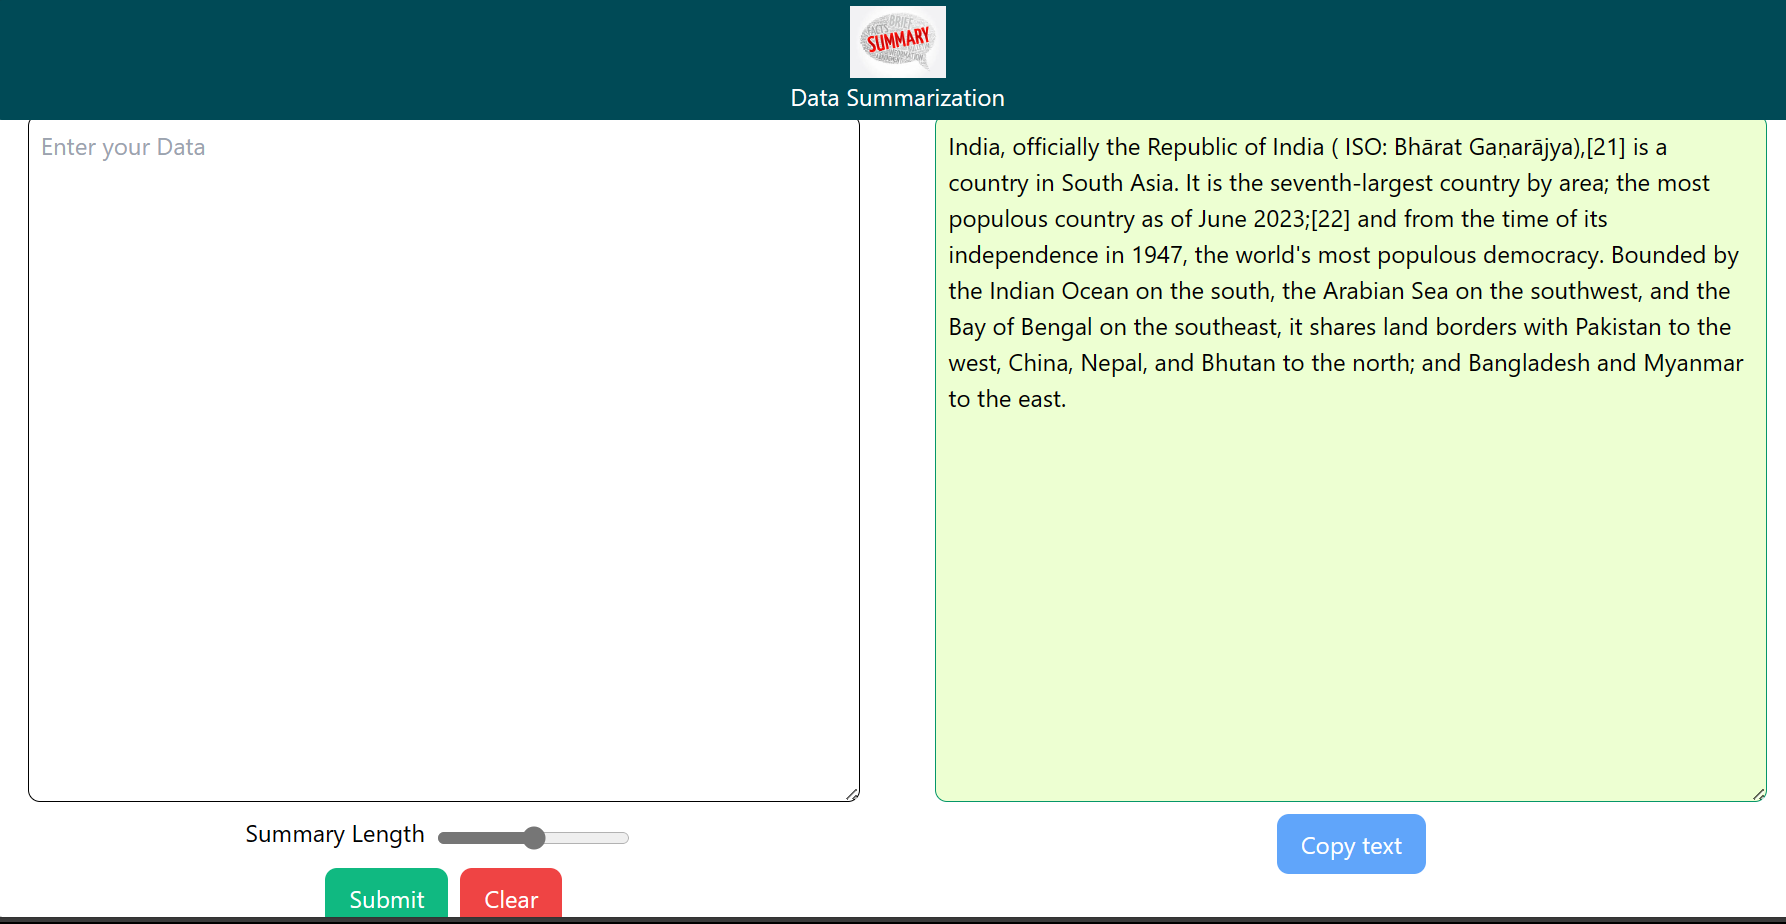 BRIEF
FACTS
SUMMARY
INFORMATION
Data Summarization
Enter your Data
India, officially the Republic of India ( ISO: Bhārat Gaṇarājya),[21] is a
country in South Asia. It is the seventh-largest country by area; the most
populous country as of June 2023;[22] and from the time of its
independence in 1947, the world's most populous democracy. Bounded by
the Indian Ocean on the south, the Arabian Sea on the southwest, and the
Bay of Bengal on the southeast, it shares land borders with Pakistan to the
west, China, Nepal, and Bhutan to the north; and Bangladesh and Myanmar
to the east.
Summary Length
Copy text
Submit Clear